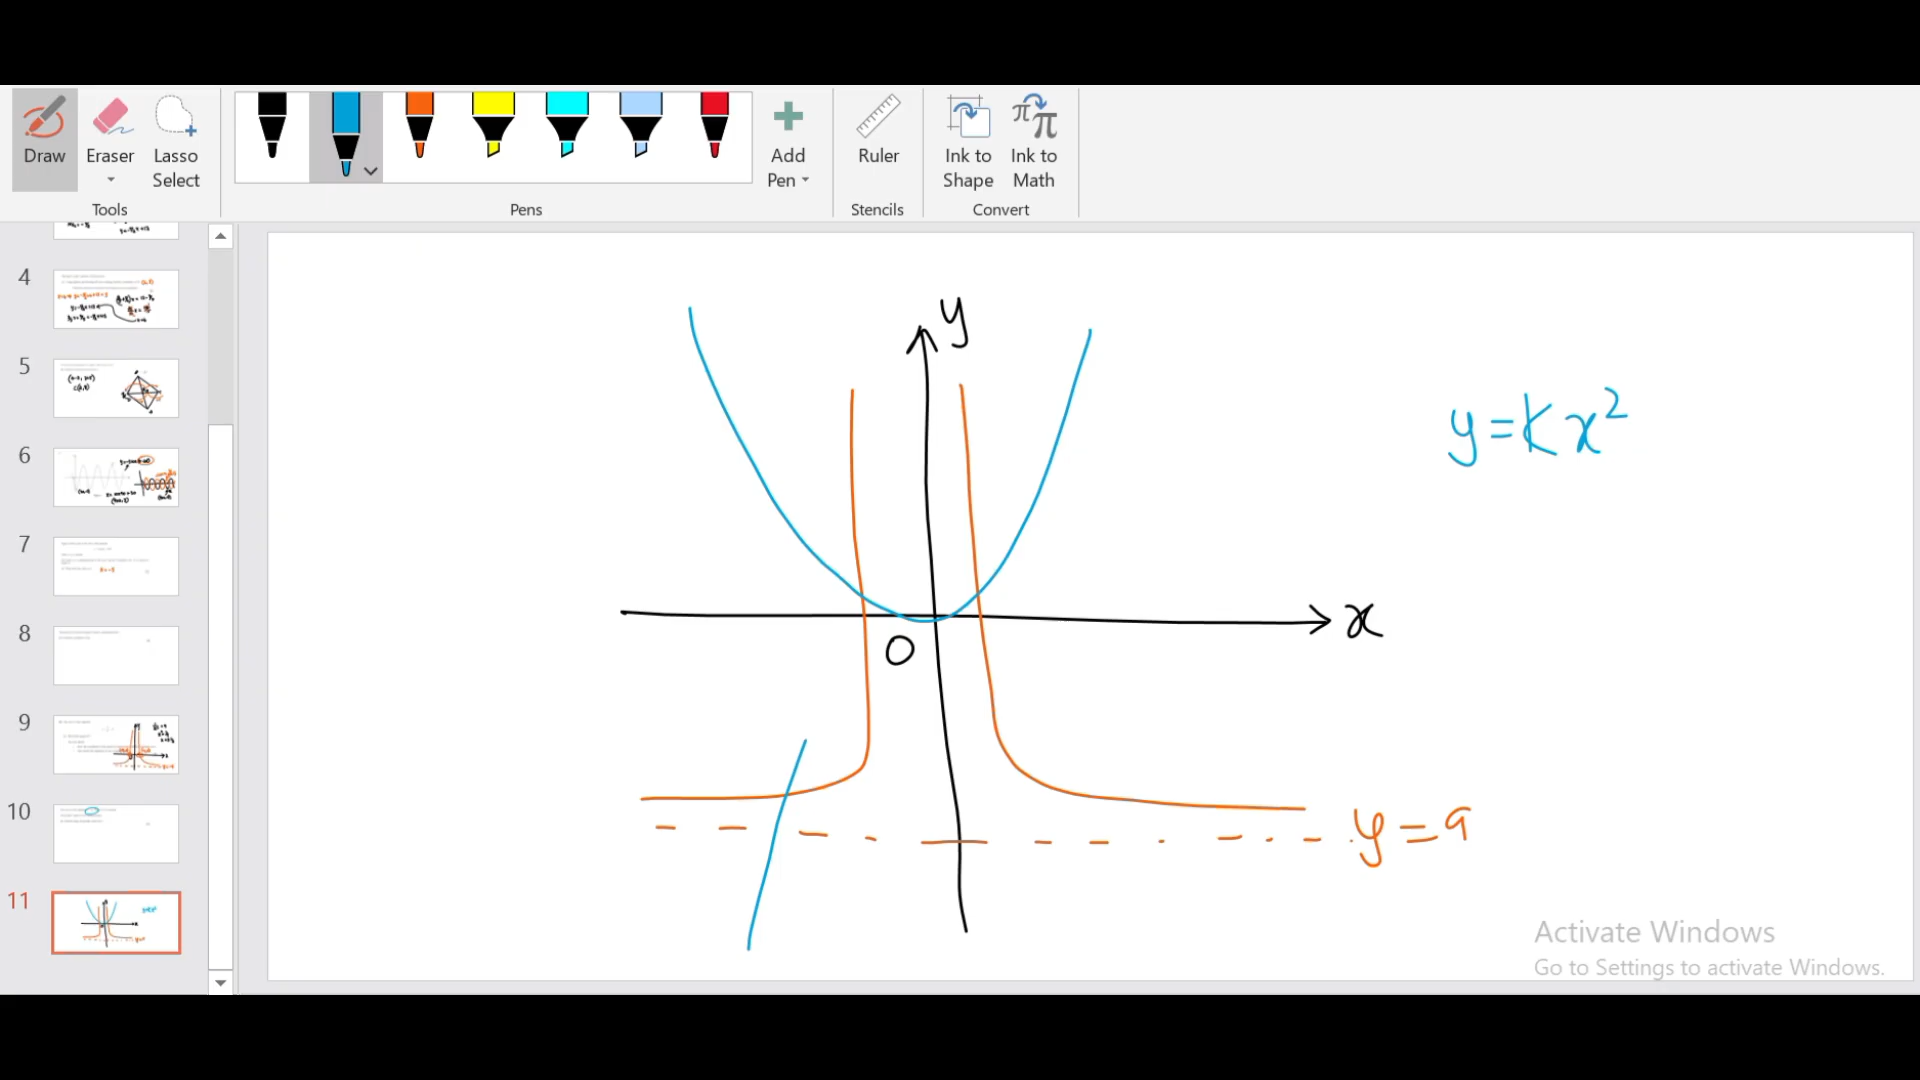 Draw
Eraser
Lasso Select
Add Pen
Ruler
Ink to Shape
Ink to Math
Tools
Pens
Stencils
Convert
4
5
6
7
8
9
10
11
y
y=kx²
x
O
y=a
Activate Windows
Go to Settings to activate Windows.